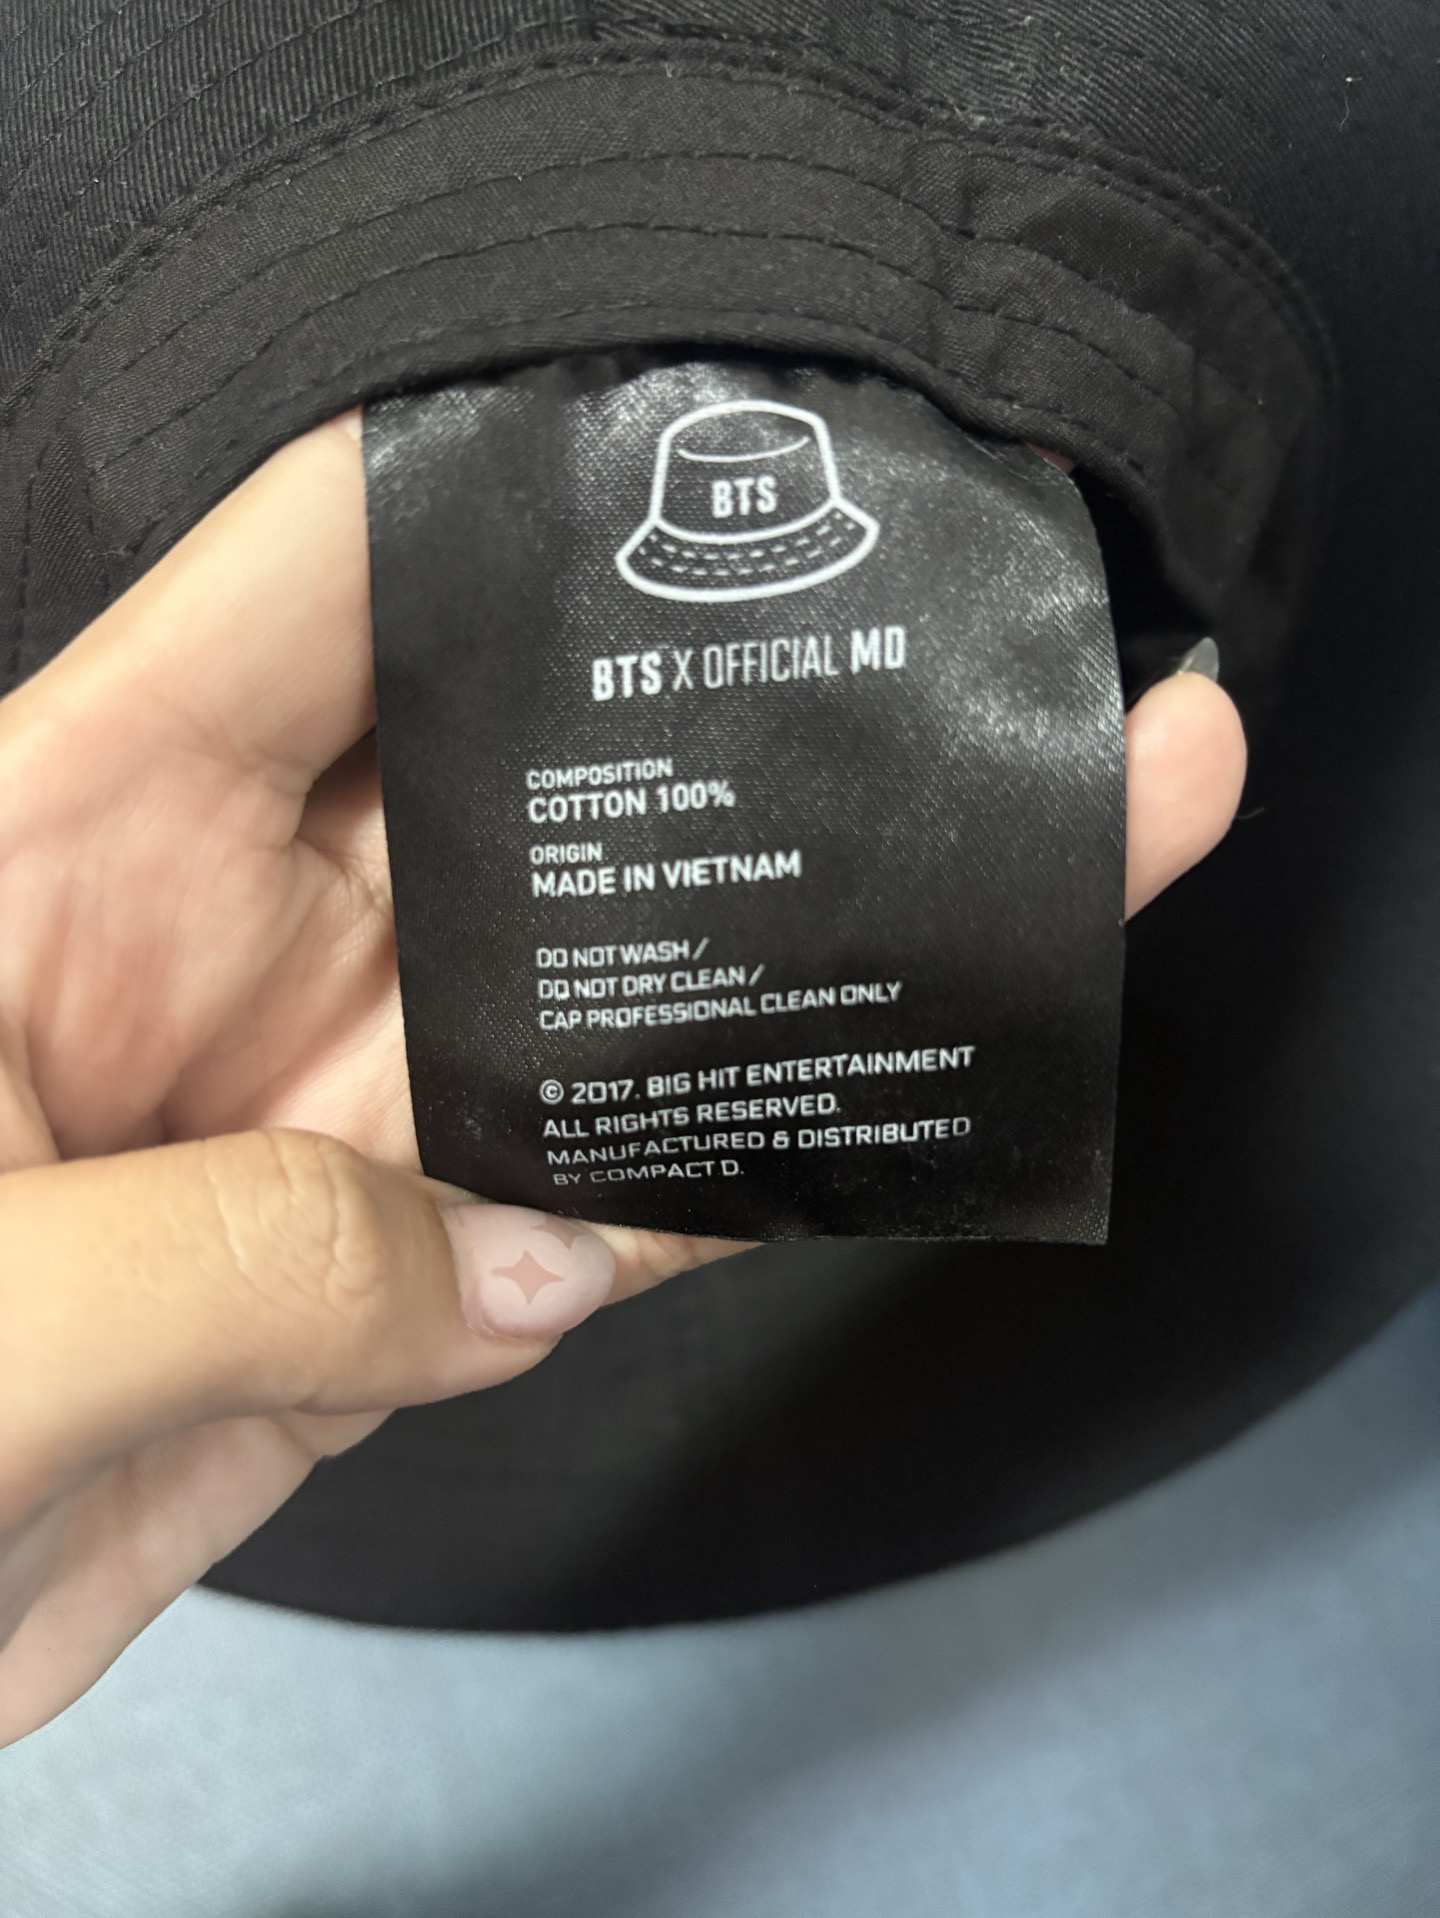 BTS
BTS X OFFICIAL MD
COMPOSITION
COTTON 100%
ORIGIN
MADE IN VIETNAM
DO NOT WASH /
DO NOT DRY CLEAN /
CAP PROFESSIONAL CLEAN ONLY
© 2017. BIG HIT ENTERTAINMENT
ALL RIGHTS RESERVED.
MANUFACTURED & DISTRIBUTED
BY COMPACT D.